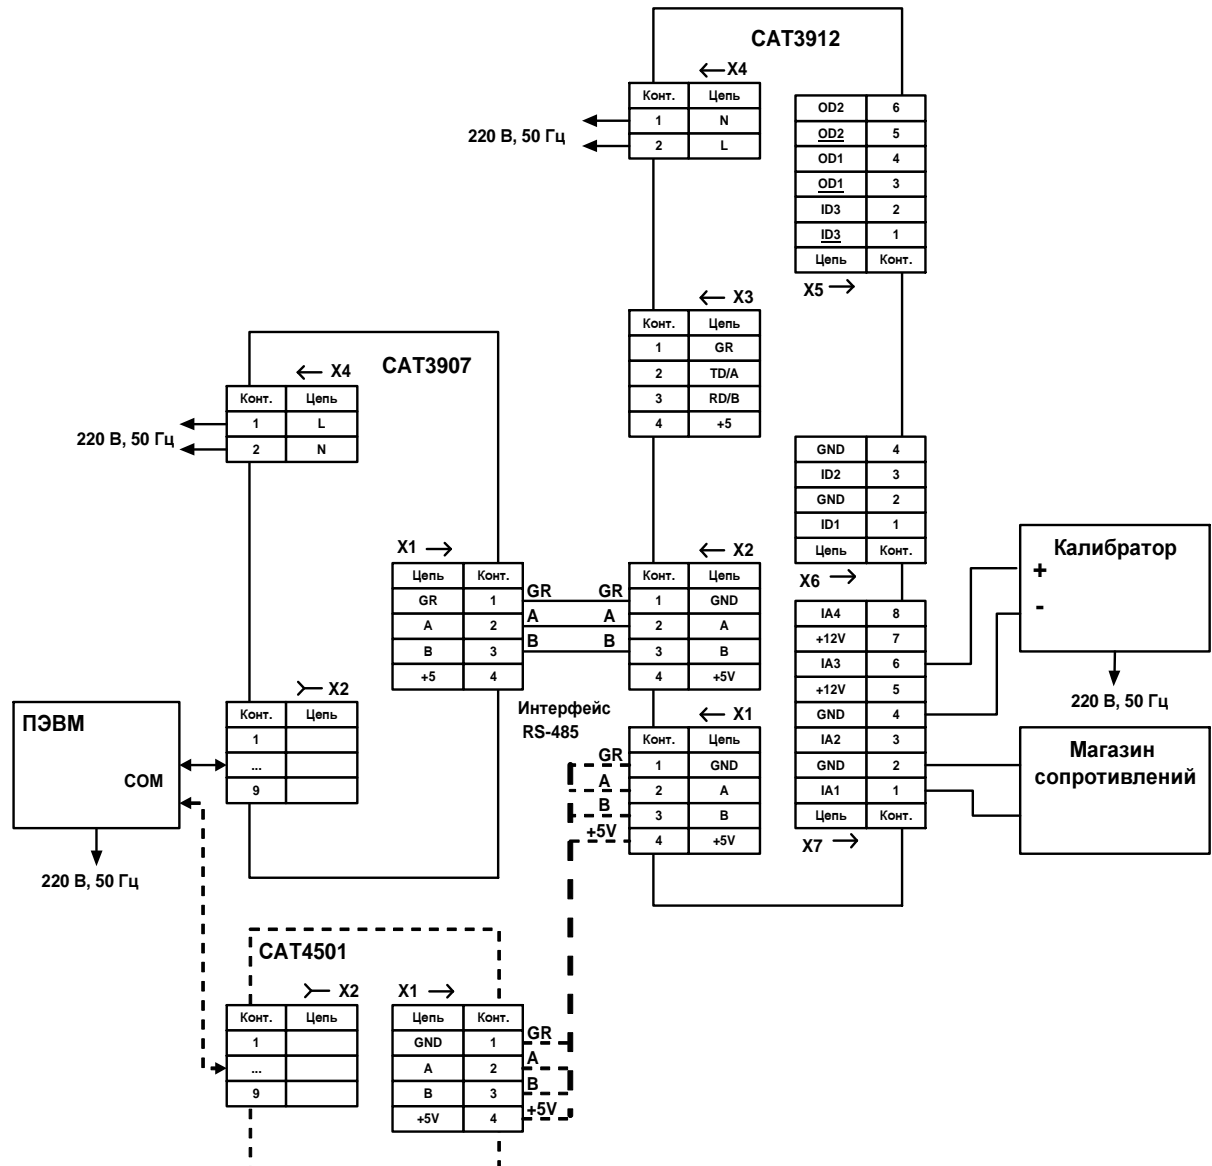 CAT3912
X4
Конт. Цепь
1 N
2 L
220 В, 50 Гц
OD2 6
OD2 5
OD1 4
OD1 3
ID3 2
ID3 1
Цепь Конт.
X5
X3
Конт. Цепь
1 GR
2 TD/A
3 RD/B
4 +5
CAT3907
X4
Конт. Цепь
1 L
2 N
220 В, 50 Гц
GND 4
ID2 3
GND 2
ID1 1
Цепь Конт.
X6
X1
Цепь Конт.
GR 1
A 2
B 3
+5 4
GR GR
A A
B B
Интерфейс
RS-485
X2
Конт. Цепь
1 GND
2 A
3 B
4 +5V
IA4 8
+12V 7
IA3 6
+12V 5
GND 4
IA2 3
GND 2
IA1 1
Цепь Конт.
X7
Калибратор
+
-
220 В, 50 Гц
Магазин
сопротивлений
X2
Конт. Цепь
1
...
9
ПЭВМ
COM
220 В, 50 Гц
X1
Конт. Цепь
1 GND
2 A
3 B
4 +5V
GR
A
B
+5V
CAT4501
X2
Конт. Цепь
1
...
9
X1
Цепь Конт.
GND 1
A 2
B 3
+5V 4
GR
A
B
+5V